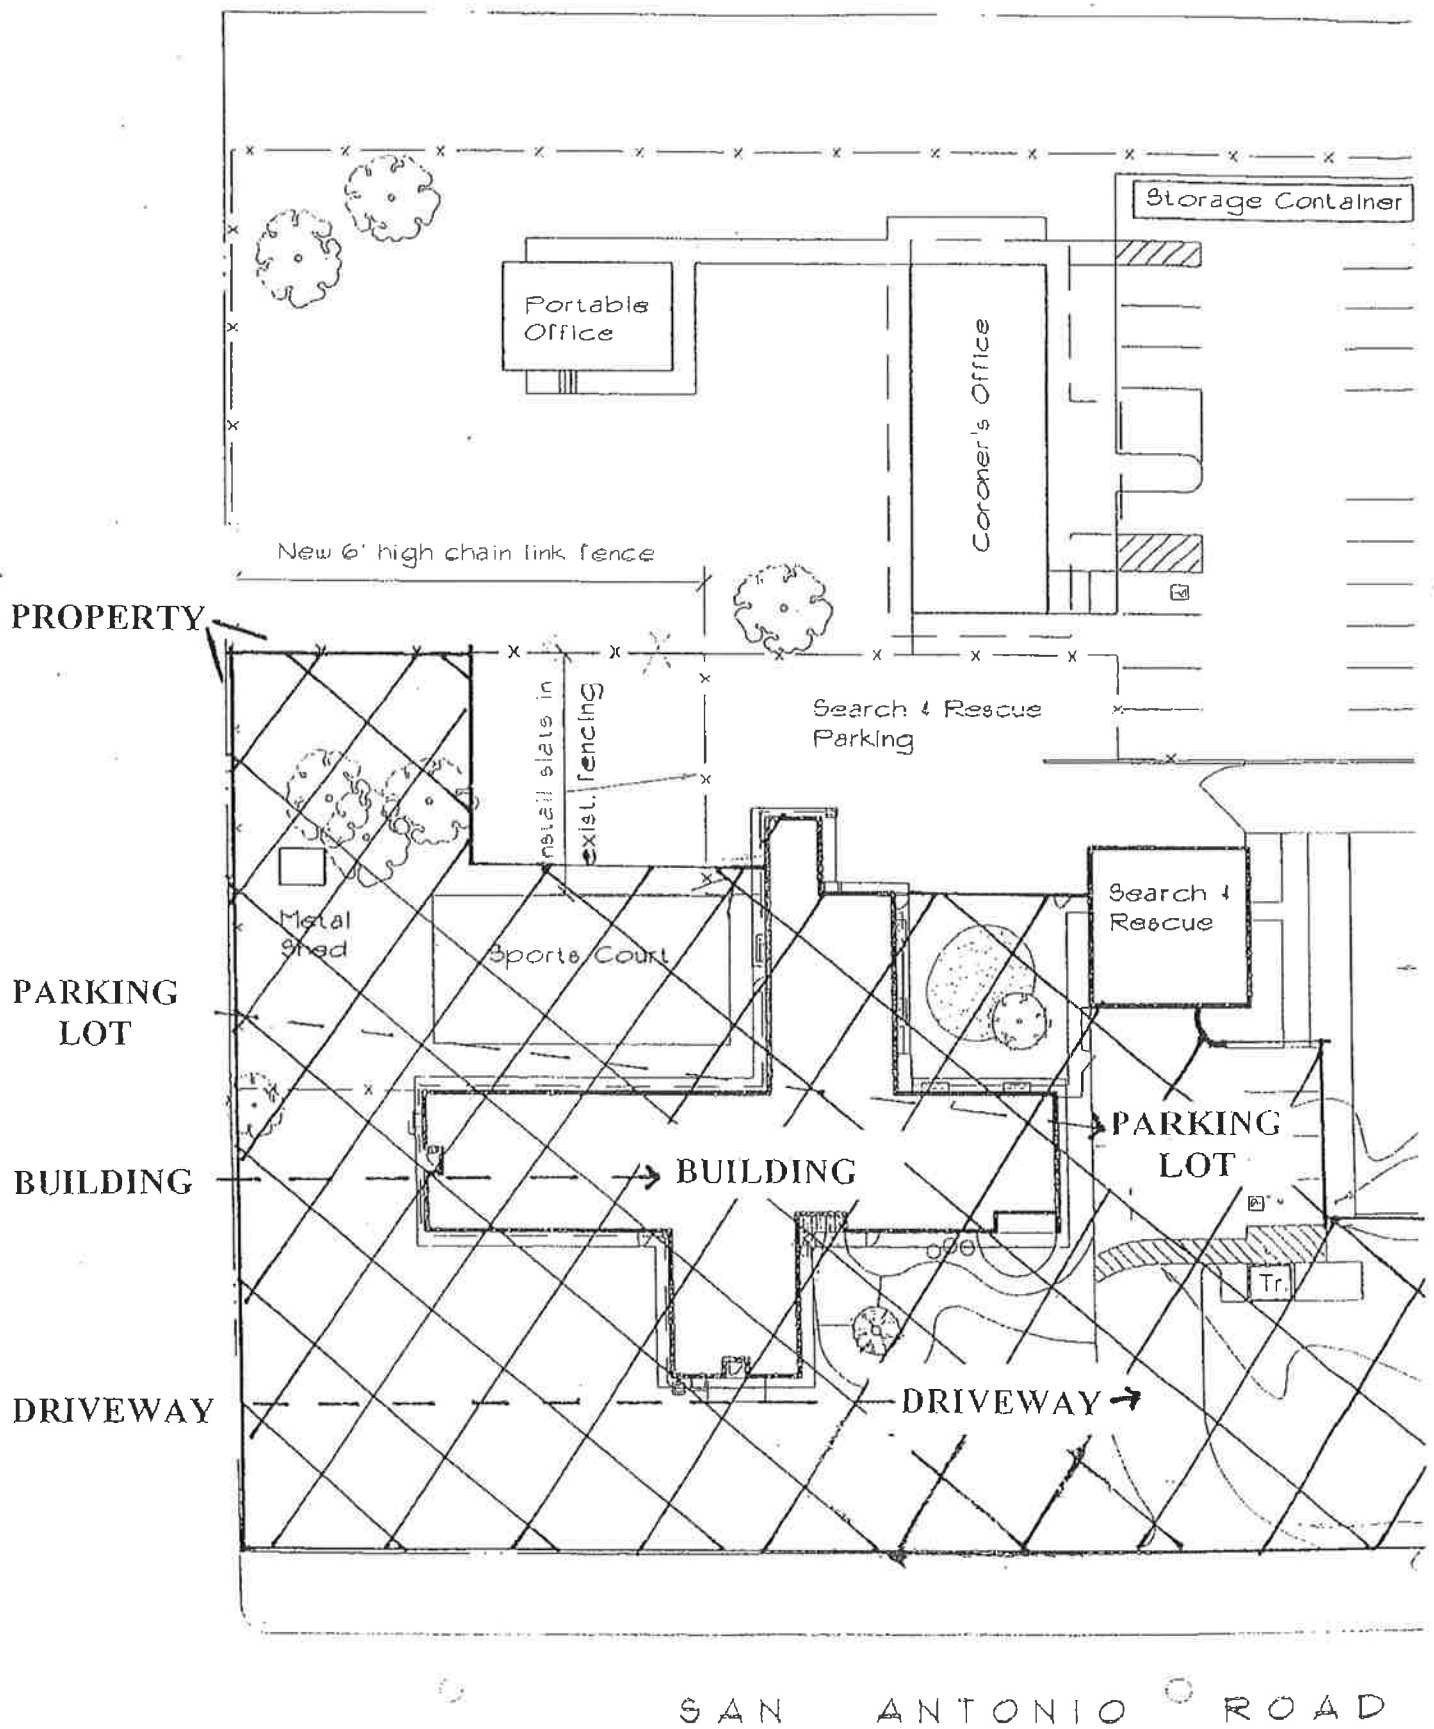 Storage Container
Portable
Office
Coroner's Office
New 6' high chain link fence
PROPERTY
nstall slats in
exist. fencing
Search & Rescue
Parking
Search &
Rescue
Metal
Shed
Sports Court
PARKING
LOT
PARKING
LOT
BUILDING
BUILDING
Tr.
DRIVEWAY
DRIVEWAY
SAN ANTONIO ROAD